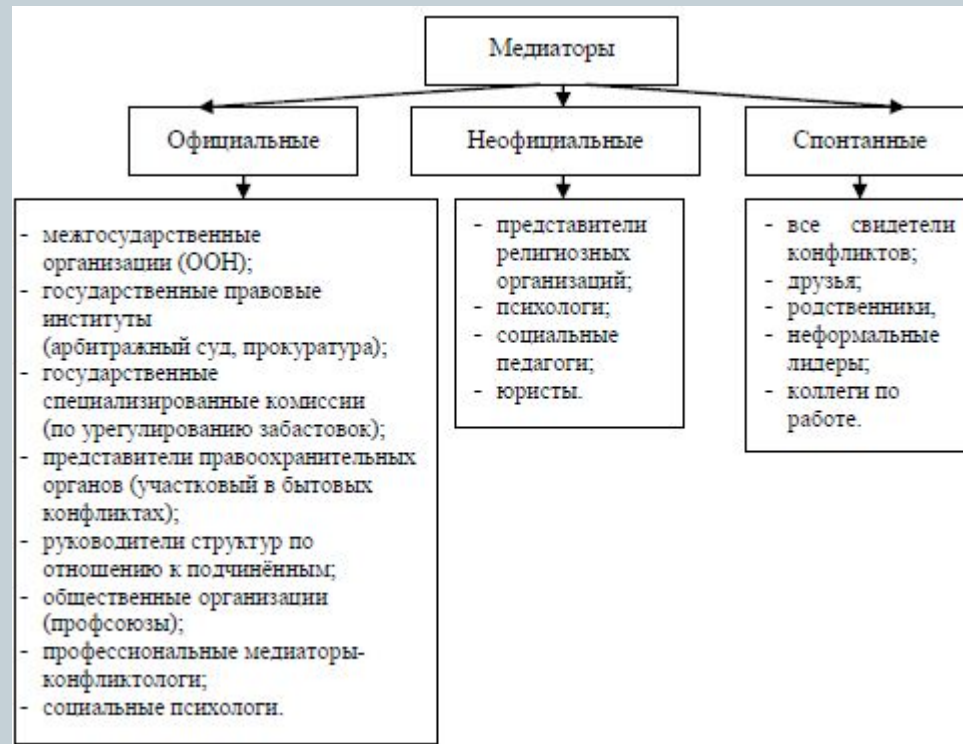 Медиаторы
Официальные
Неофициальные
Спонтанные
- межгосударственные
организации (ООН);
- государственные правовые
институты
(арбитражный суд, прокуратура);
- государственные
специализированные комиссии
(по урегулированию забастовок);
- представители правоохранительных
органов (участковый в бытовых
конфликтах);
- руководители структур по
отношению к подчинённым;
- общественные организации
(профсоюзы);
- профессиональные медиаторы-
конфликтологи;
- социальные психологи.
- представители
религиозных
организаций;
- психологи;
- социальные
педагоги;
- юристы.
- все свидетели
конфликтов;
- друзья;
- родственники,
- неформальные
лидеры;
- коллеги по
работе.